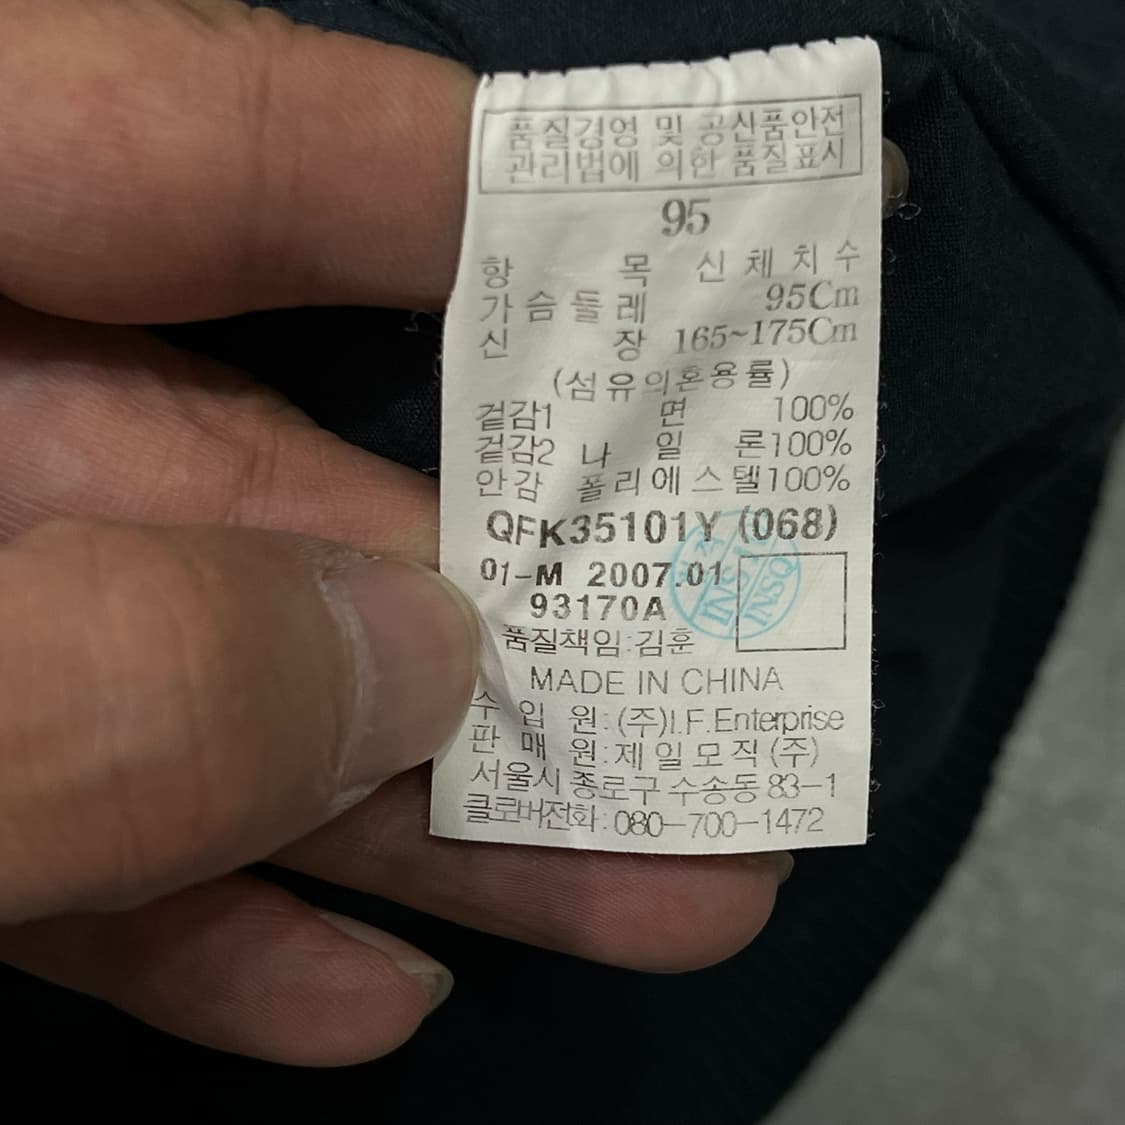 품질경영 및 공산품안전
관리법에 의한 품질표시
95
항 목 신체치수
가슴둘레 95Cm
신 장 165~175Cm
(섬유의혼용률)
겉감1 면 100%
겉감2 나 일 론100%
안감 폴리에스텔100%
QFK35101Y (068)
01-M 2007.01
93170A
품질책임:김훈
MADE IN CHINA
수 입 원:(주)I.F.Enterprise
판 매 원:제일모직(주)
서울시 종로구 수송동 83-1
클로버전화:080-700-1472